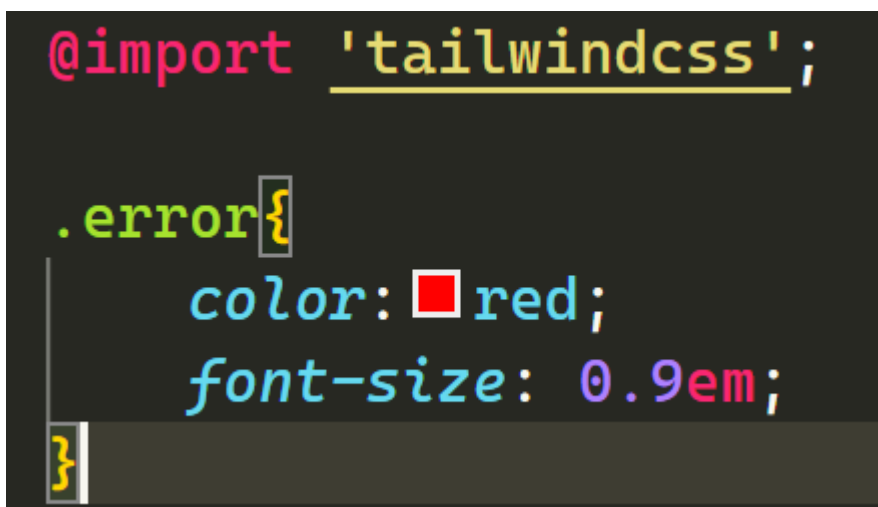 @import 'tailwindcss';
.error{
color: red;
font-size: 0.9em;
}